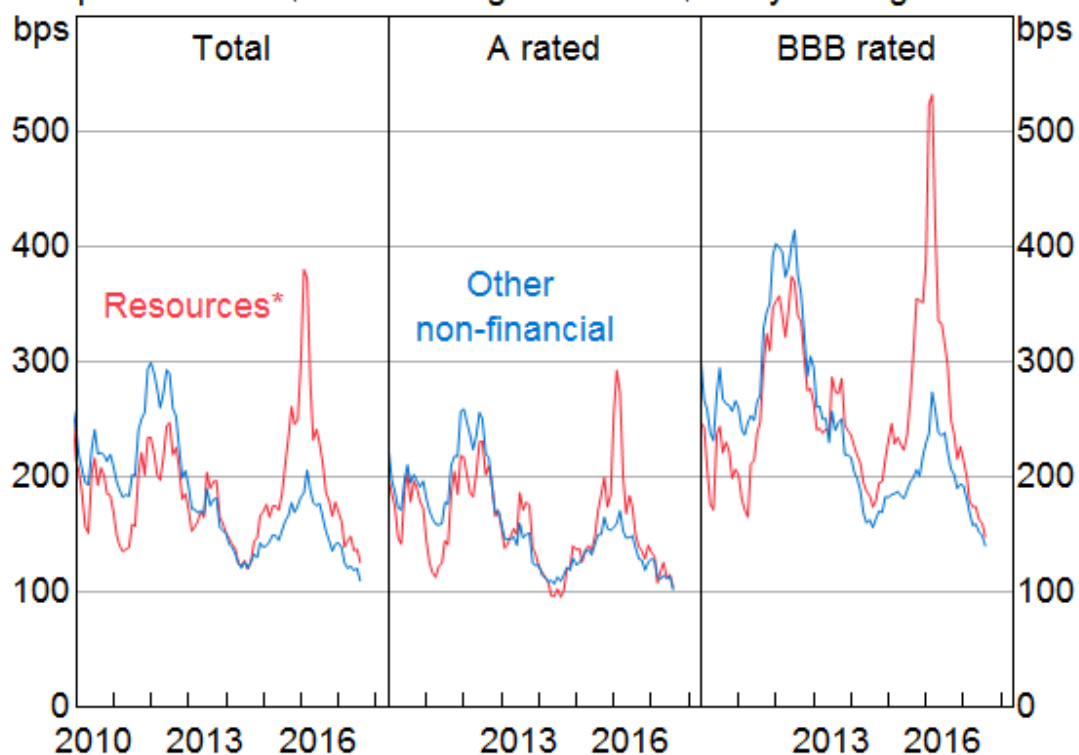 bps Total A rated BBB rated bps
500 500
400 400
Other
Resources*
non-financial
300 300
200 200
100 100
0 0
2010 2013 2016 2013 2016 2013 2016